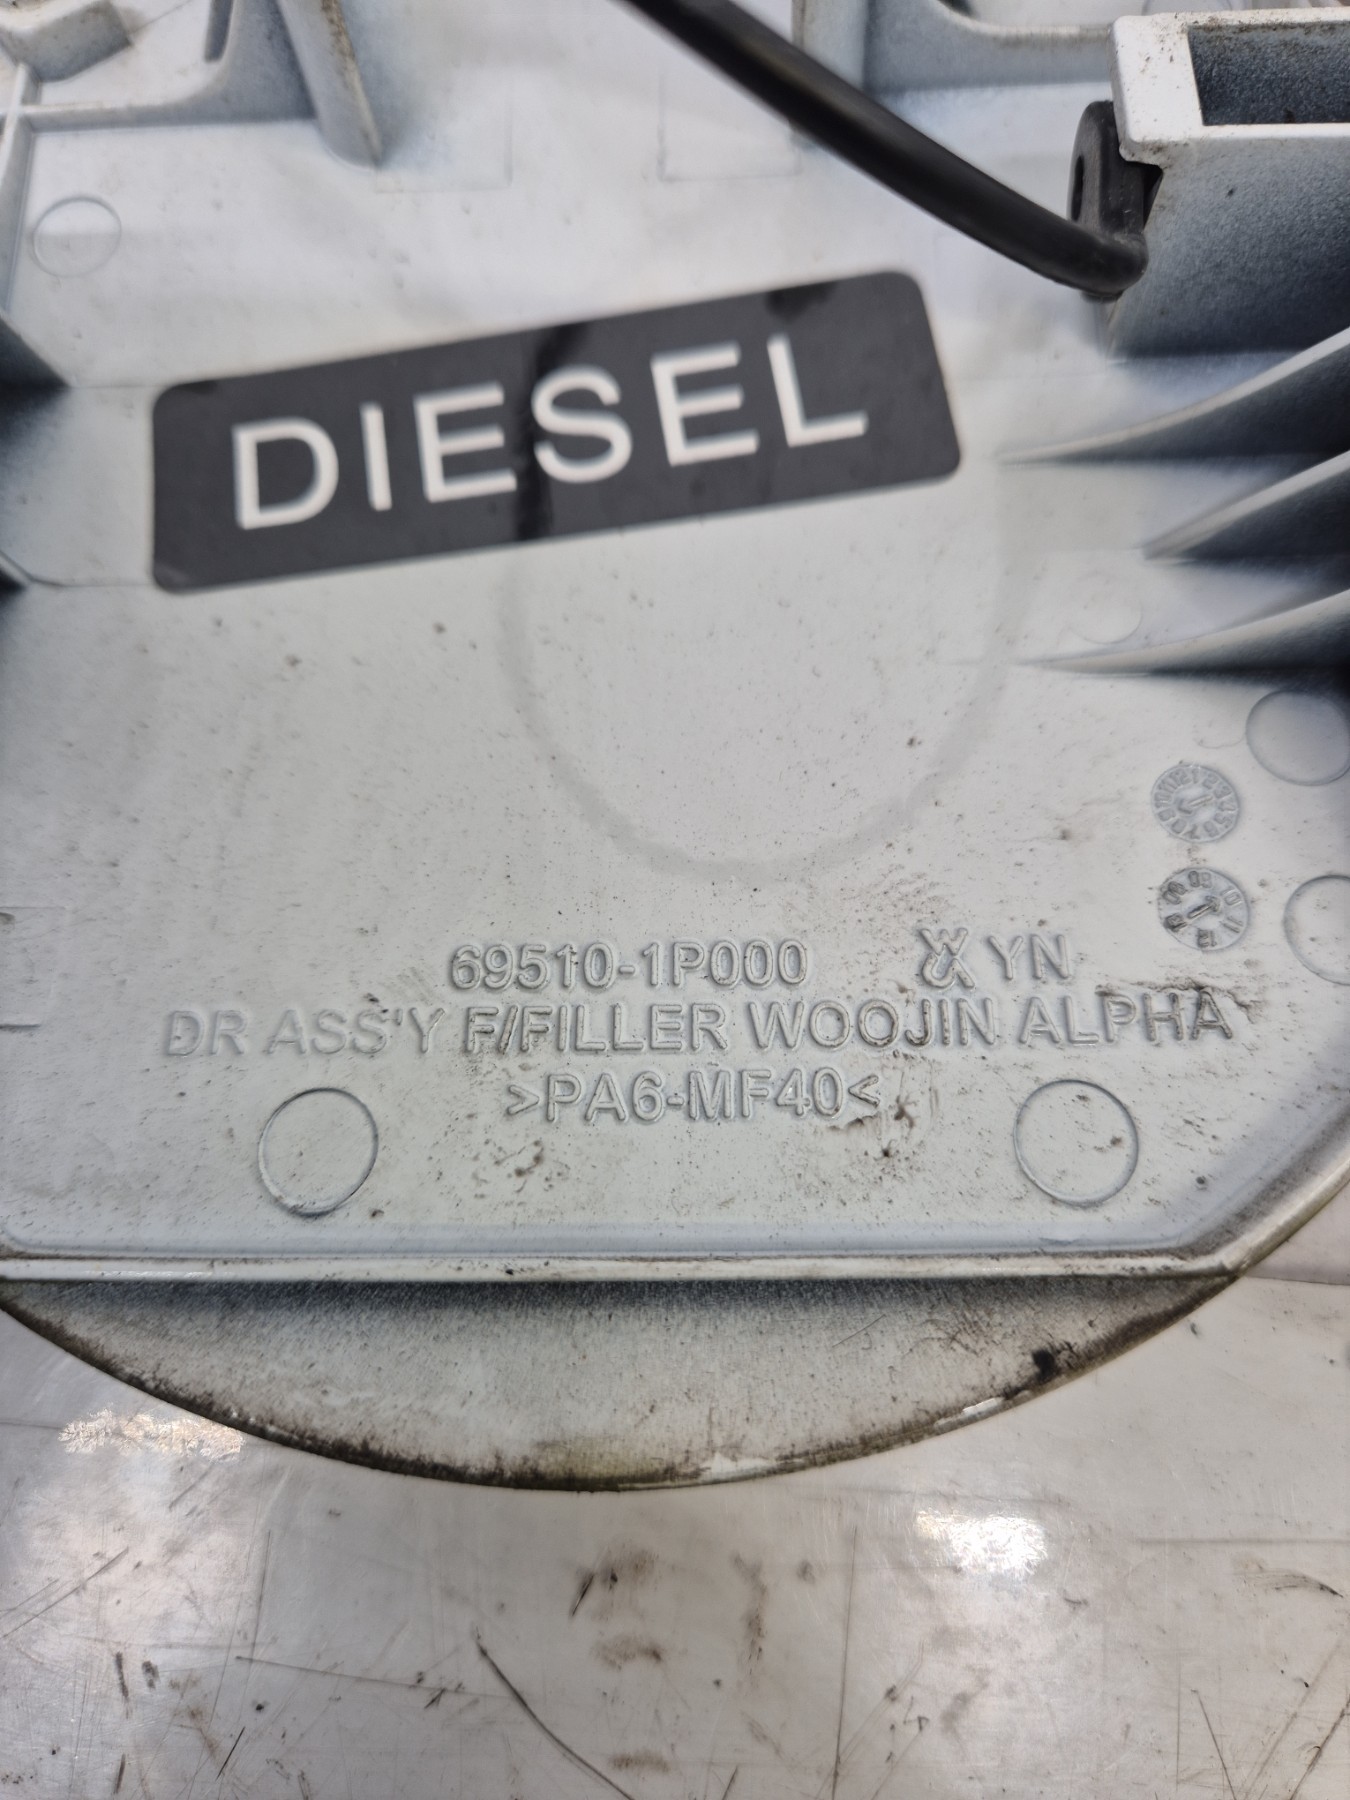 DIESEL
69510-1P000 YN
DR ASS'Y F/FILLER WOOJIN ALPHA
>PA6-MF40<